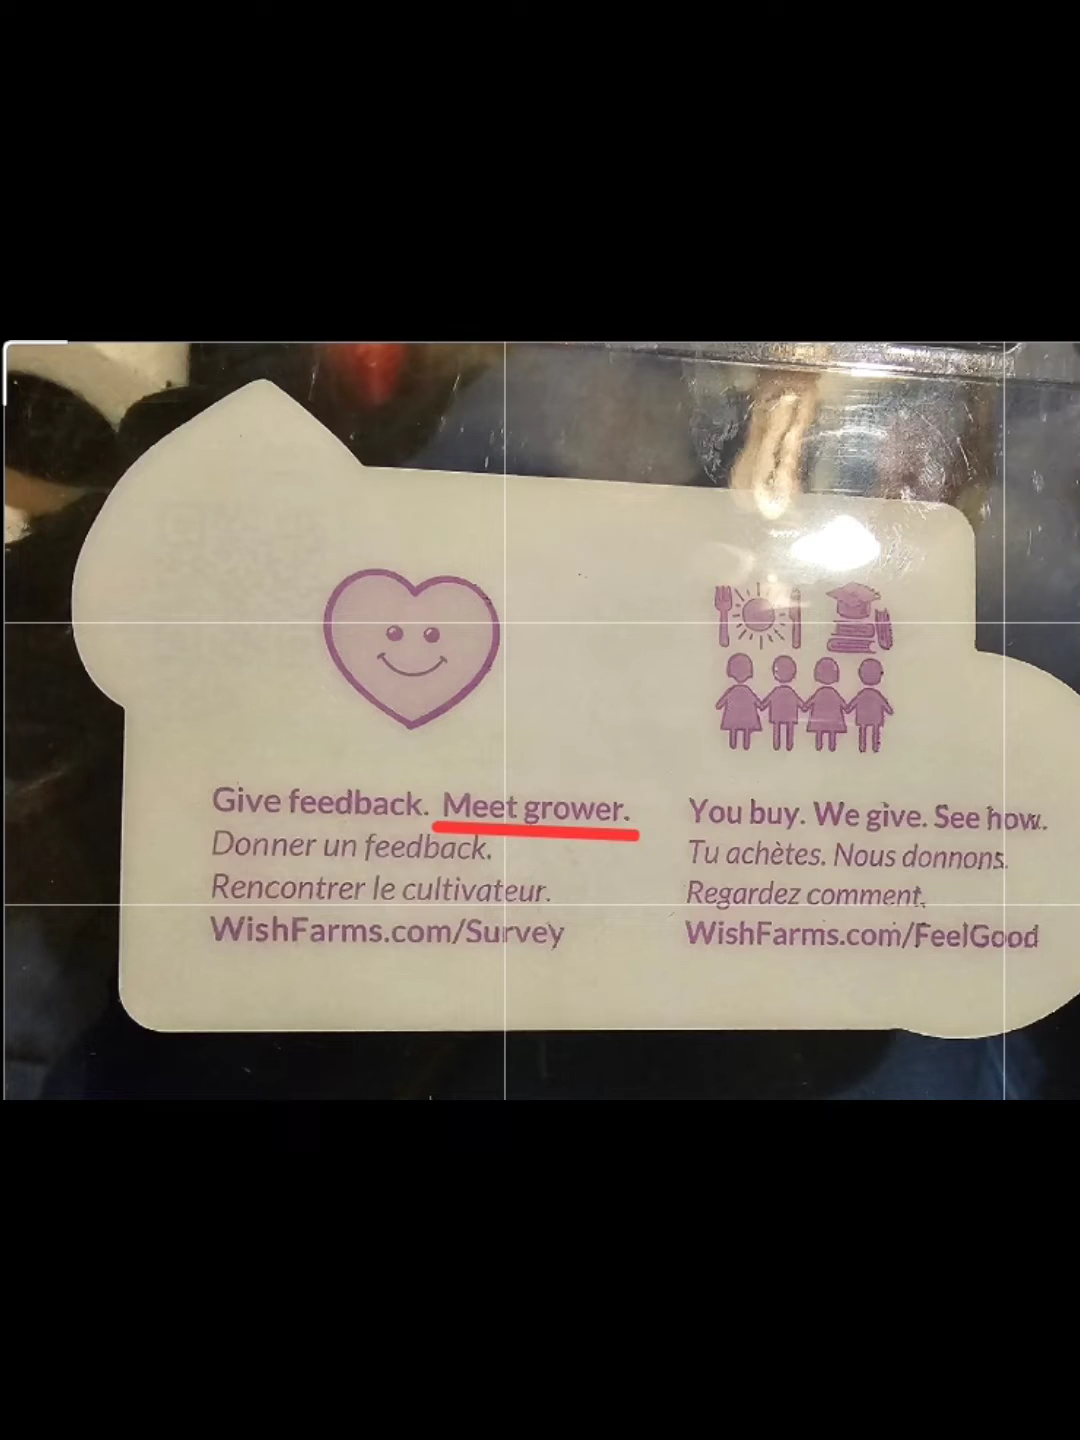 Give feedback. Meet grower.
Donner un feedback.
Rencontrer le cultivateur.
WishFarms.com/Survey
You buy. We give. See how.
Tu achètes. Nous donnons.
Regardez comment.
WishFarms.com/FeelGood